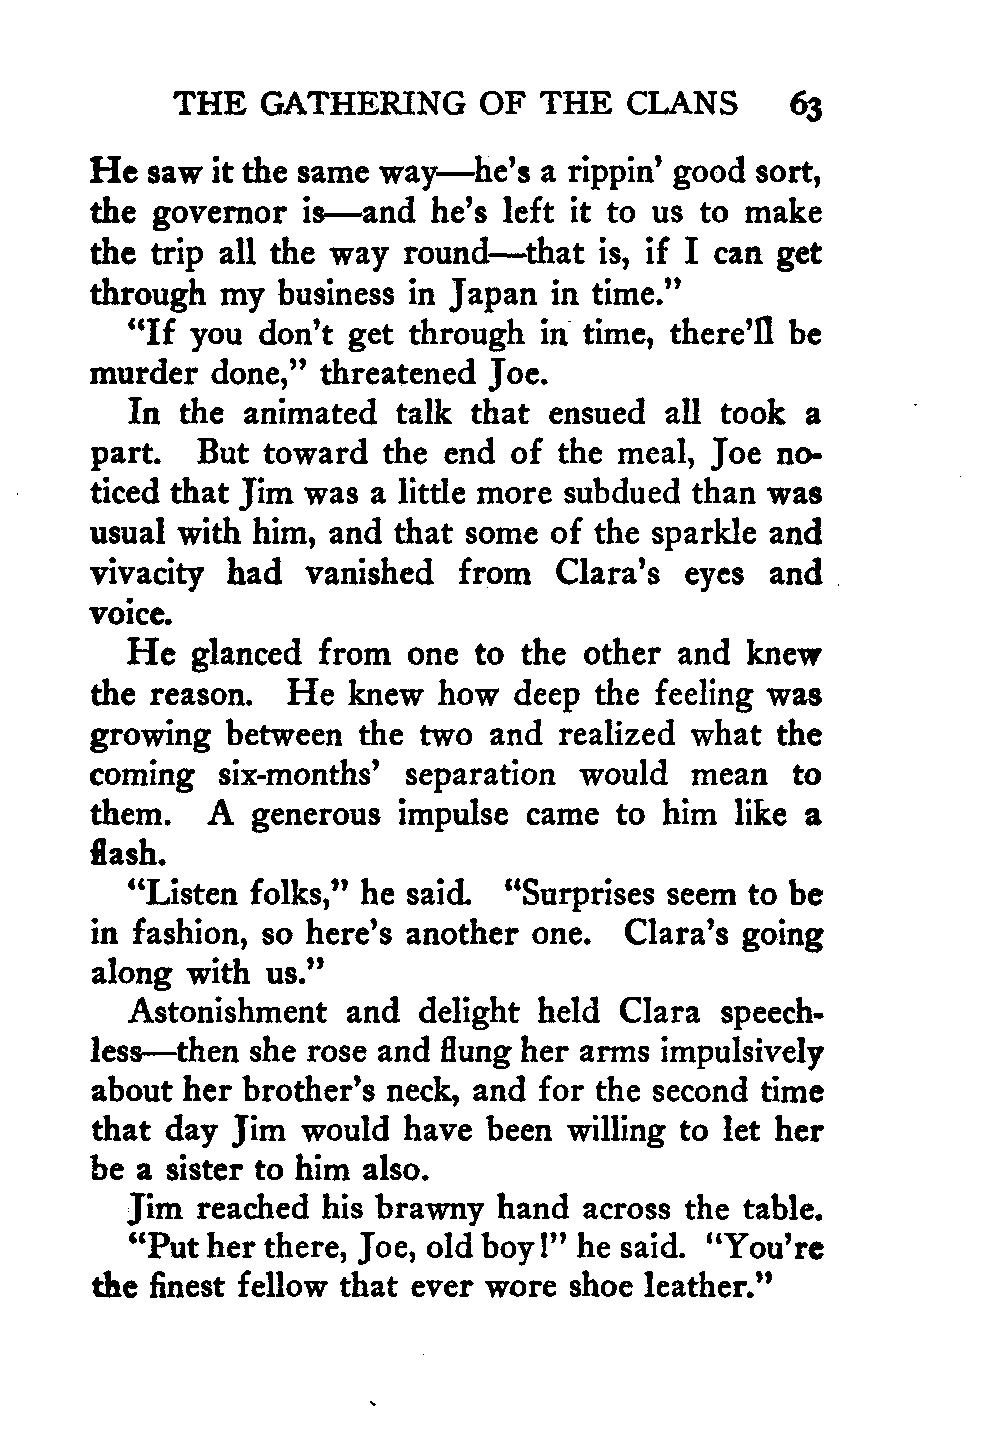 THE GATHERING OF THE CLANS 63
He saw it the same way—he's a rippin' good sort,
the governor is—and he's left it to us to make
the trip all the way round—that is, if I can get
through my business in Japan in time."
"If you don't get through in time, there'll be
murder done," threatened Joe.
In the animated talk that ensued all took a
part. But toward the end of the meal, Joe no-
ticed that Jim was a little more subdued than was
usual with him, and that some of the sparkle and
vivacity had vanished from Clara's eyes and
voice.
He glanced from one to the other and knew
the reason. He knew how deep the feeling was
growing between the two and realized what the
coming six-months' separation would mean to
them. A generous impulse came to him like a
flash.
"Listen folks," he said. "Surprises seem to be
in fashion, so here's another one. Clara's going
along with us."
Astonishment and delight held Clara speech-
less—then she rose and flung her arms impulsively
about her brother's neck, and for the second time
that day Jim would have been willing to let her
be a sister to him also.
Jim reached his brawny hand across the table.
"Put her there, Joe, old boy!" he said. "You're
the finest fellow that ever wore shoe leather."